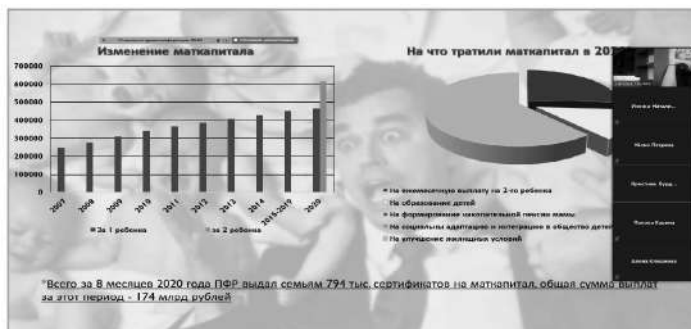 Изменение маткапитала
На что тратили маткапитал в
700000
600000
500000
400000
300000
200000
100000
0
2007
2008
2009
2010
2011
2012
2013
2014
2015-2019
2020
За 1 ребенка
за 2 ребенка
На ежемесячную выплату на 2-го ребенка
На образование детей
На формирование накопительной пенсии мамы
На социальную адаптацию и интеграцию в общество детей
На улучшение жилищных условий
Кристина
*Всего за 8 месяцев 2020 года ПФР выдал семьям 794 тыс. сертификатов на маткапитал, общая сумма выплат
за этот период - 174 млрд рублей